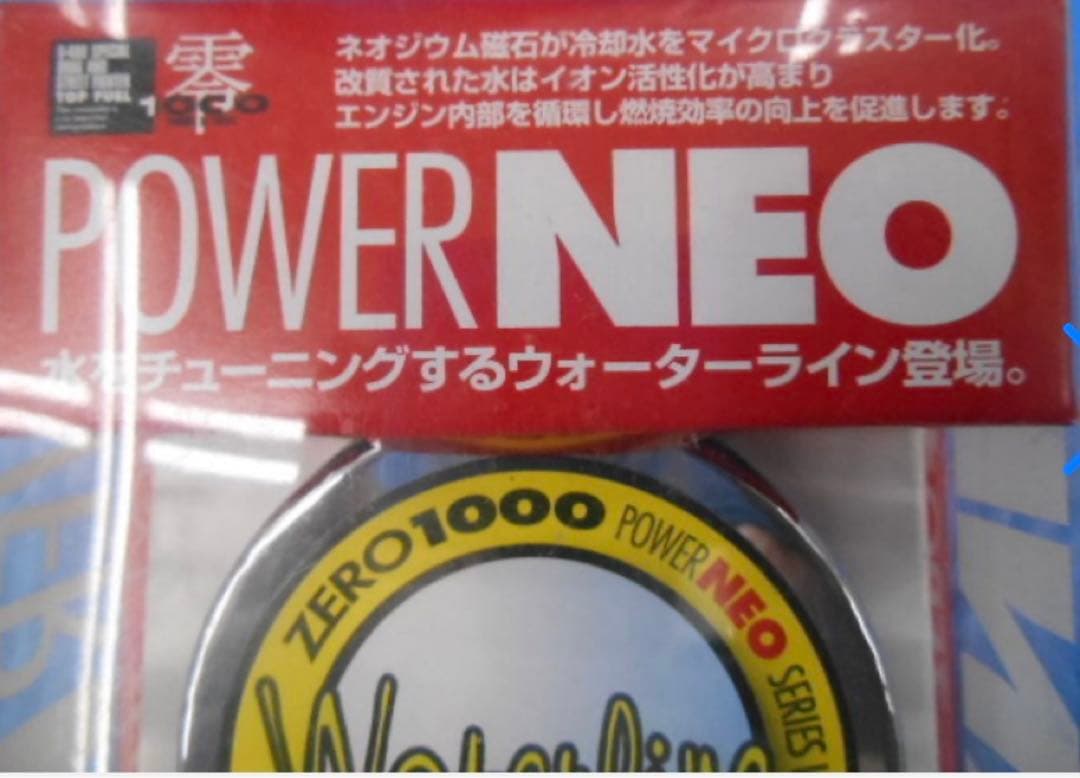 零
1000
TOP FUEL
ネオジウム磁石が冷却水をマイクロクラスター化。
改質された水はイオン活性化が高まり
エンジン内部を循環し燃焼効率の向上を促進します。
POWER NEO
水をチューニングするウォーターライン登場。
ZERO1000 POWER NEO SERIES
Waterline